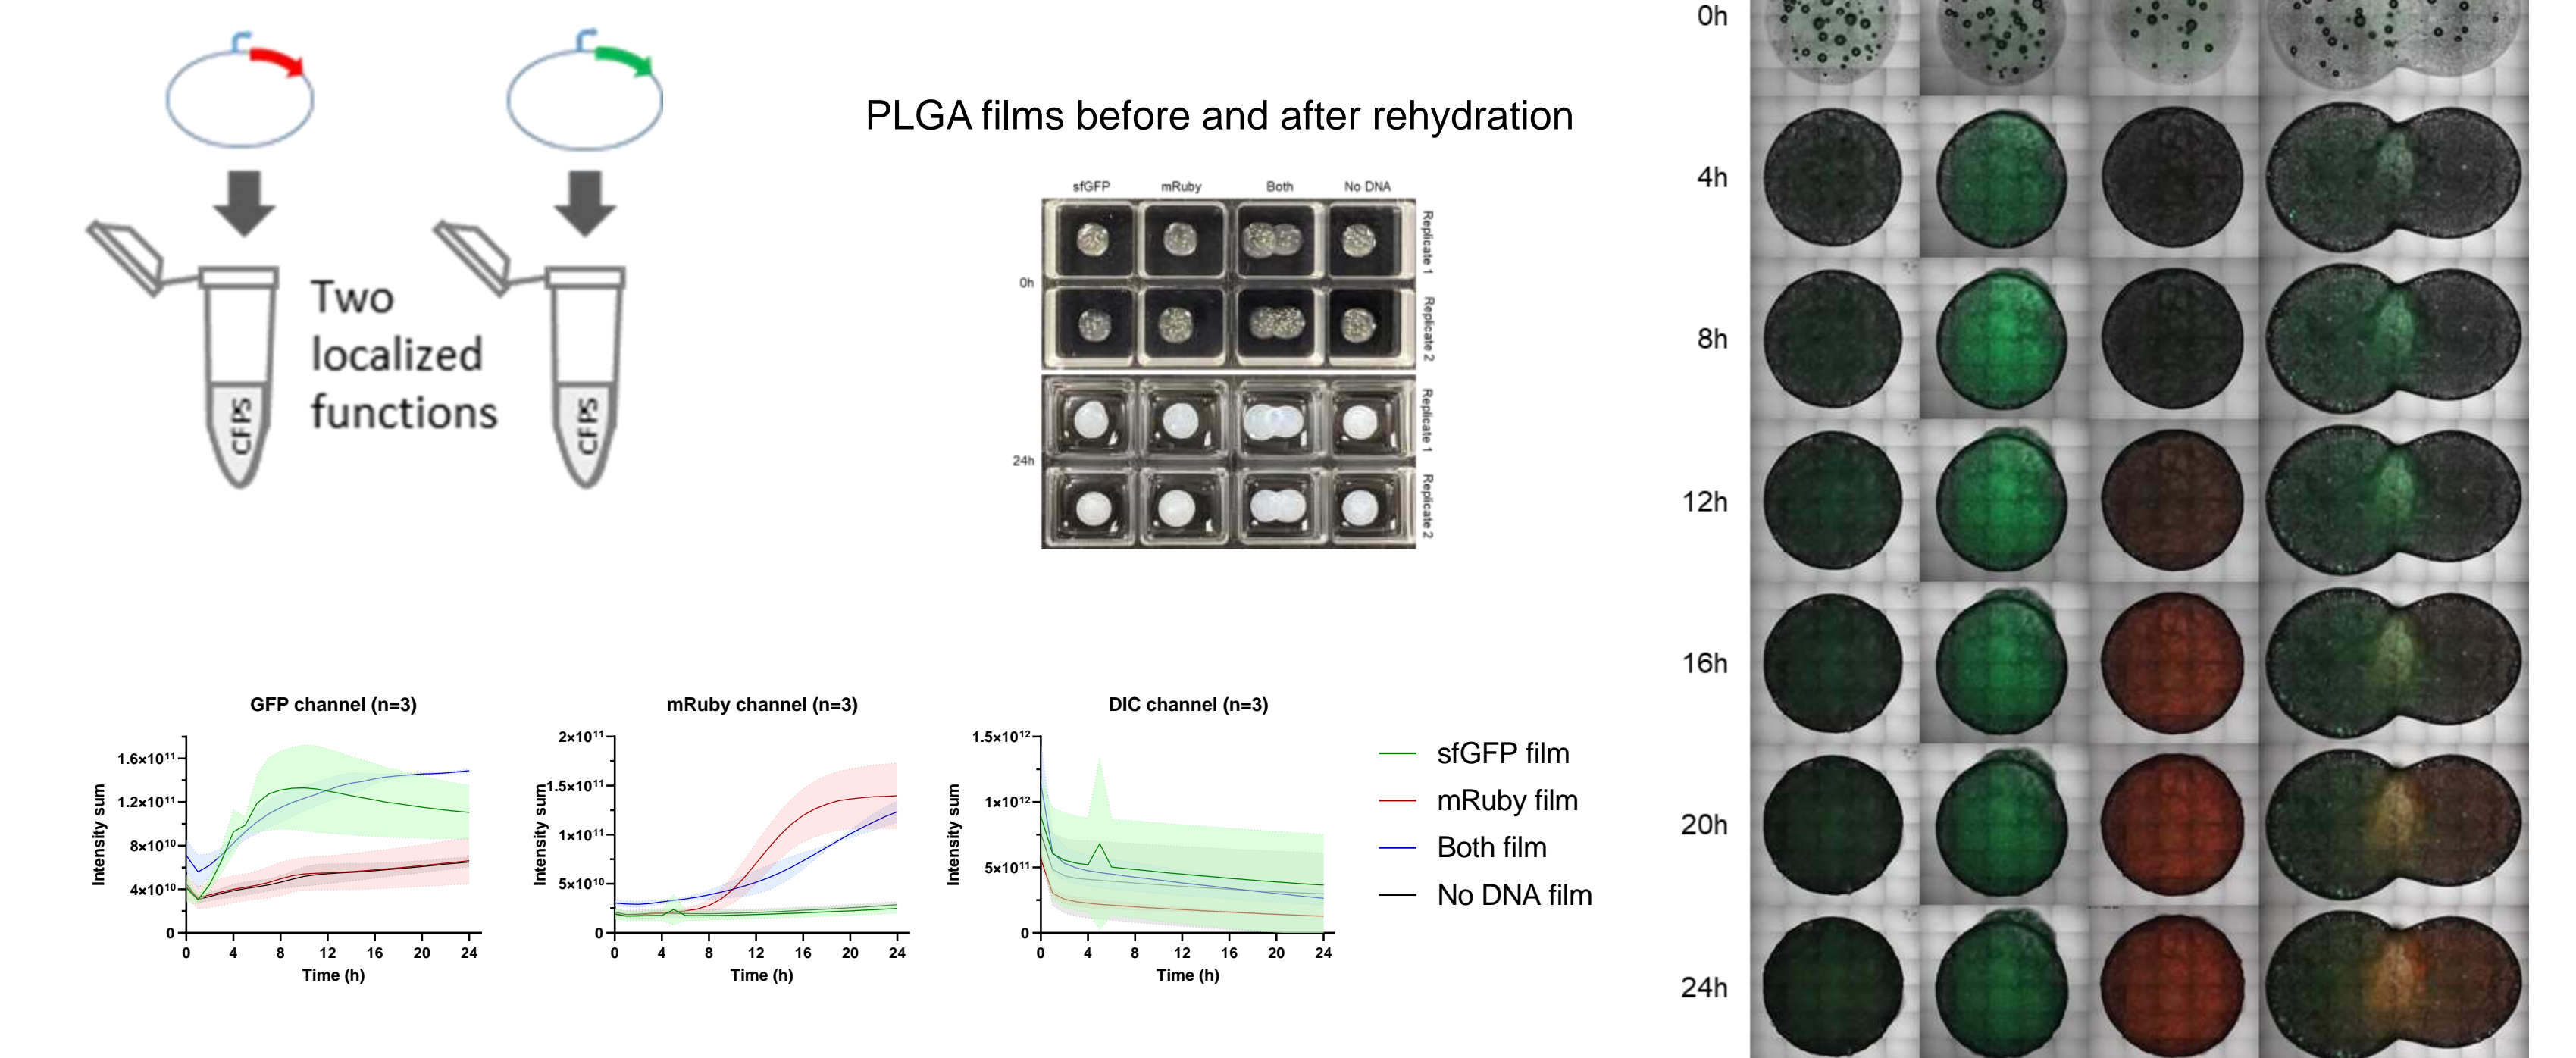 CFPS
Two
localized
functions
CFPS
PLGA films before and after rehydration
sfGFP mRuby Both No DNA
0h
Replicate 1
Replicate 2
24h
Replicate 1
Replicate 2
GFP channel (n=3)
Intensity sum
1.6×10¹¹
1.2×10¹¹
8×10¹⁰
4×10¹⁰
0
0 4 8 12 16 20 24
Time (h)
mRuby channel (n=3)
Intensity sum
2×10¹¹
1.5×10¹¹
1×10¹¹
5×10¹⁰
0
0 4 8 12 16 20 24
Time (h)
DIC channel (n=3)
Intensity sum
1.5×10¹²
1×10¹²
5×10¹¹
0
0 4 8 12 16 20 24
Time (h)
sfGFP film
mRuby film
Both film
No DNA film
0h
4h
8h
12h
16h
20h
24h